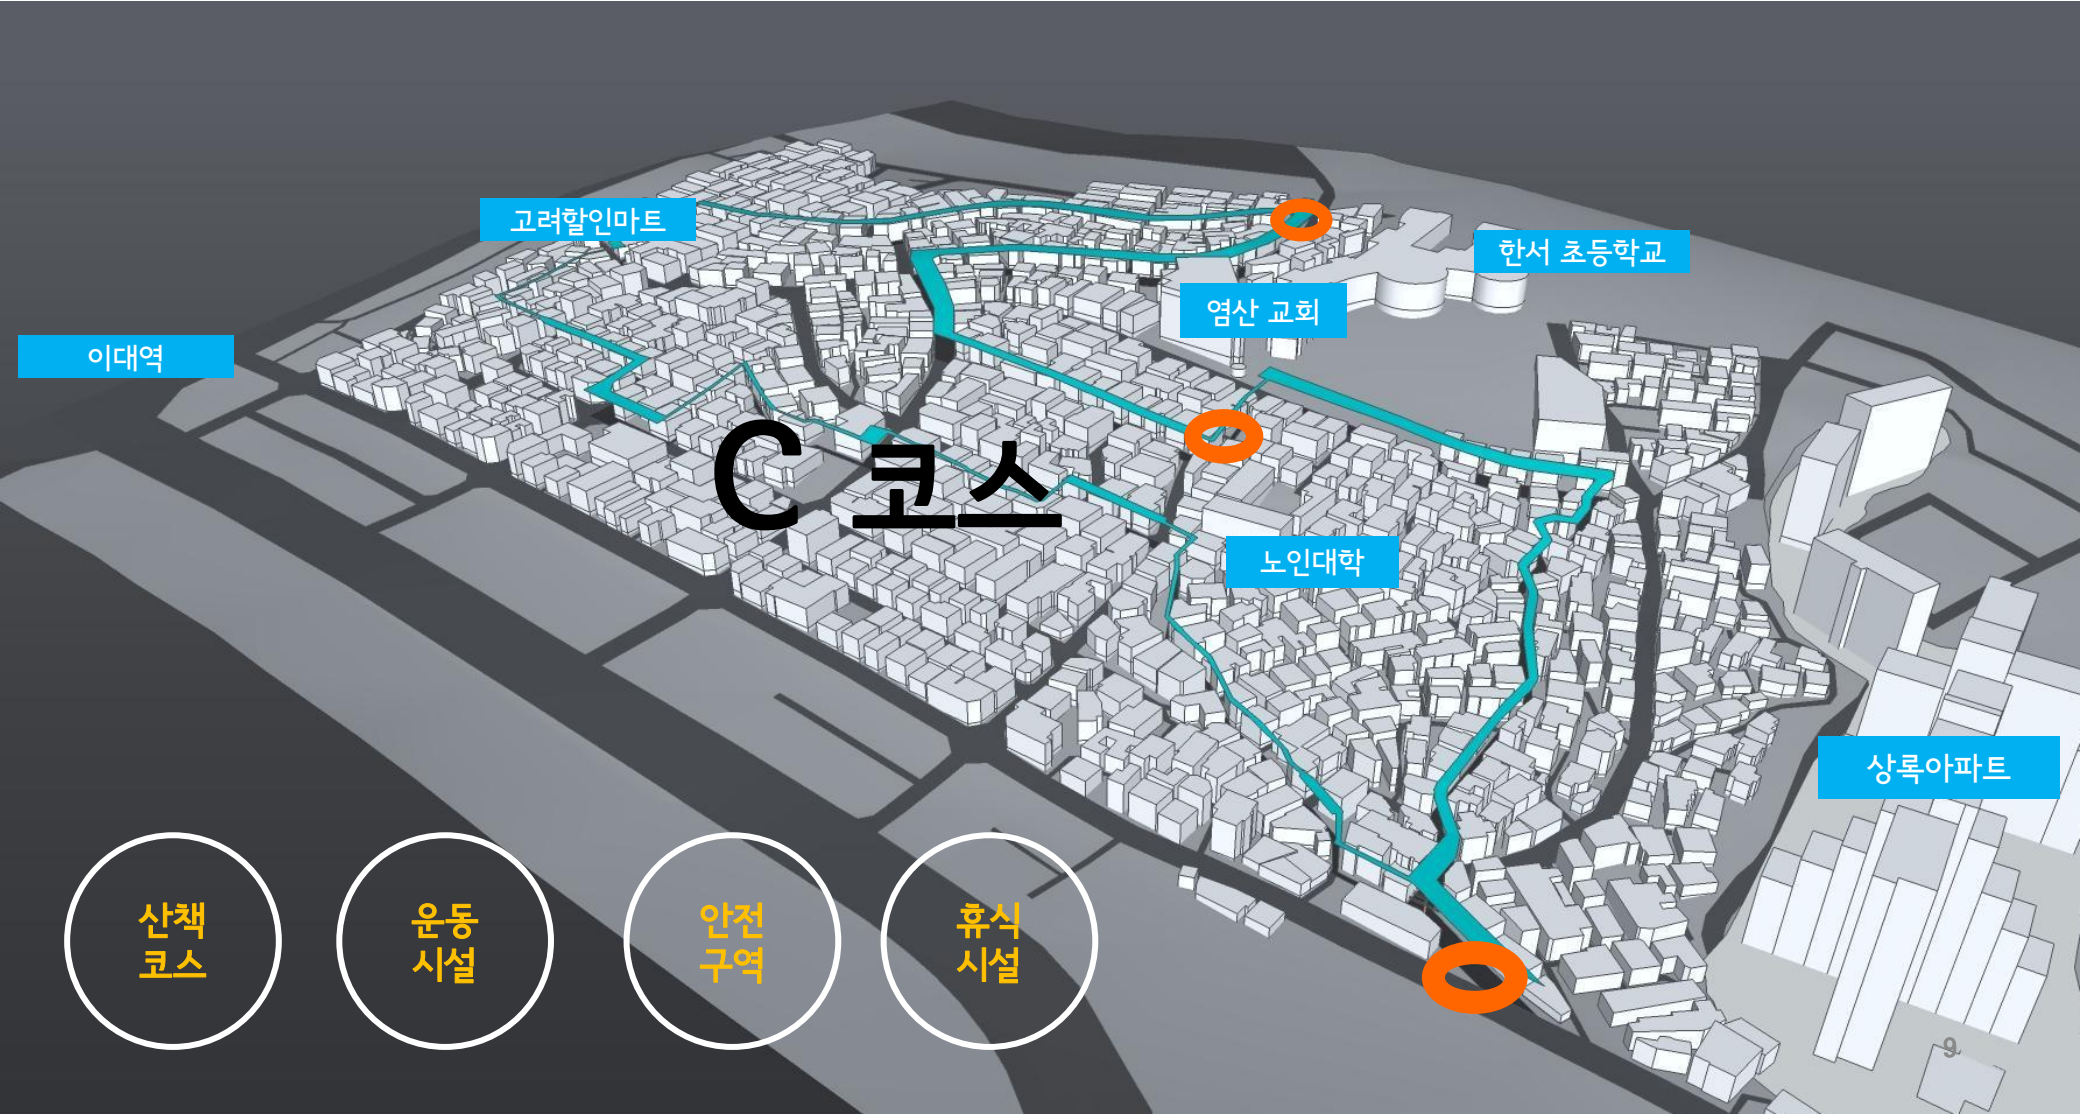 고려할인마트
한서 초등학교
염산 교회
이대역
C 코스
노인대학
상록아파트
산책
코스
운동
시설
안전
구역
휴식
시설
9